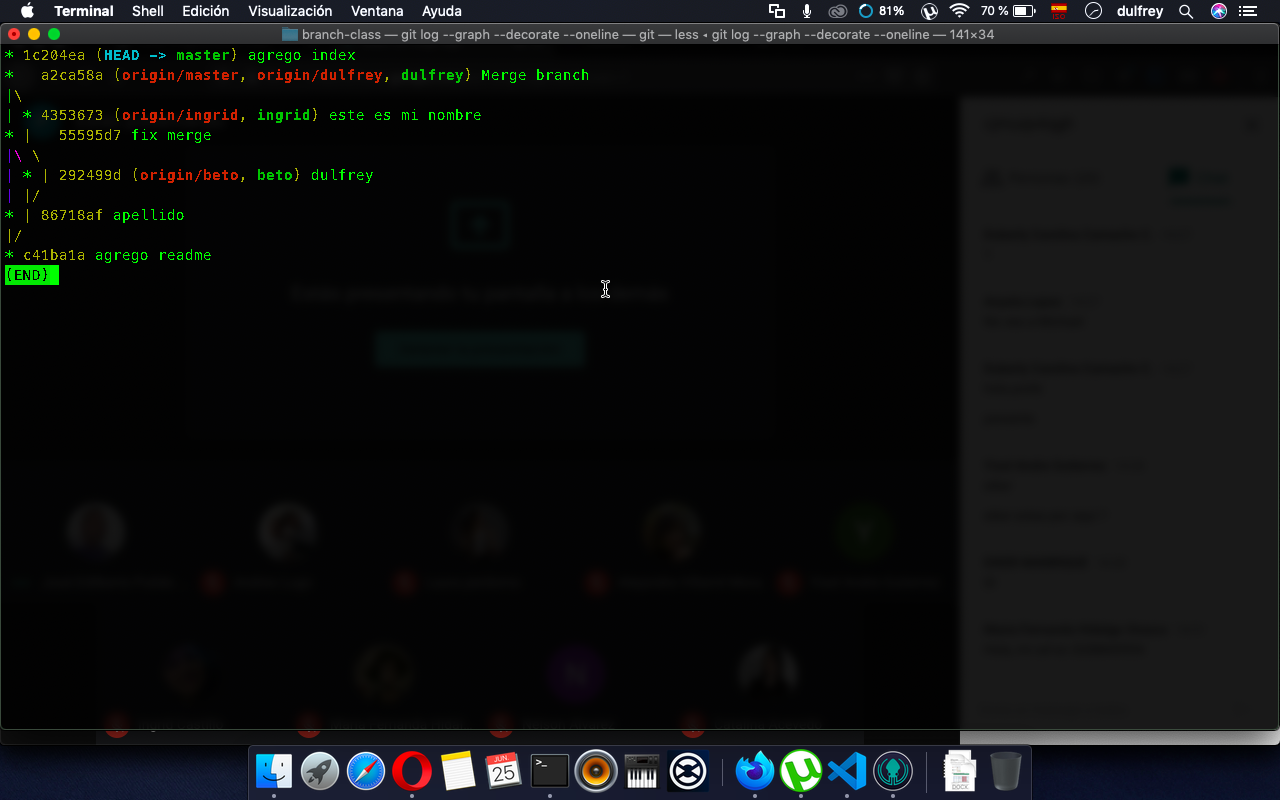 Terminal Shell Edición Visualización Ventana Ayuda 81% 70 % dulfrey
branch-class — git log --graph --decorate --oneline — git — less ◂ git log --graph --decorate --oneline — 141×34
* 1c204ea (HEAD -> master) agrego index
*   a2ca58a (origin/master, origin/dulfrey, dulfrey) Merge branch
|\
| * 4353673 (origin/ingrid, ingrid) este es mi nombre
* |   55595d7 fix merge
|\ \
| * | 292499d (origin/beto, beto) dulfrey
| |/
* | 86718af apellido
|/
* c41ba1a agrego readme
(END)
JUN.
25
DOCX